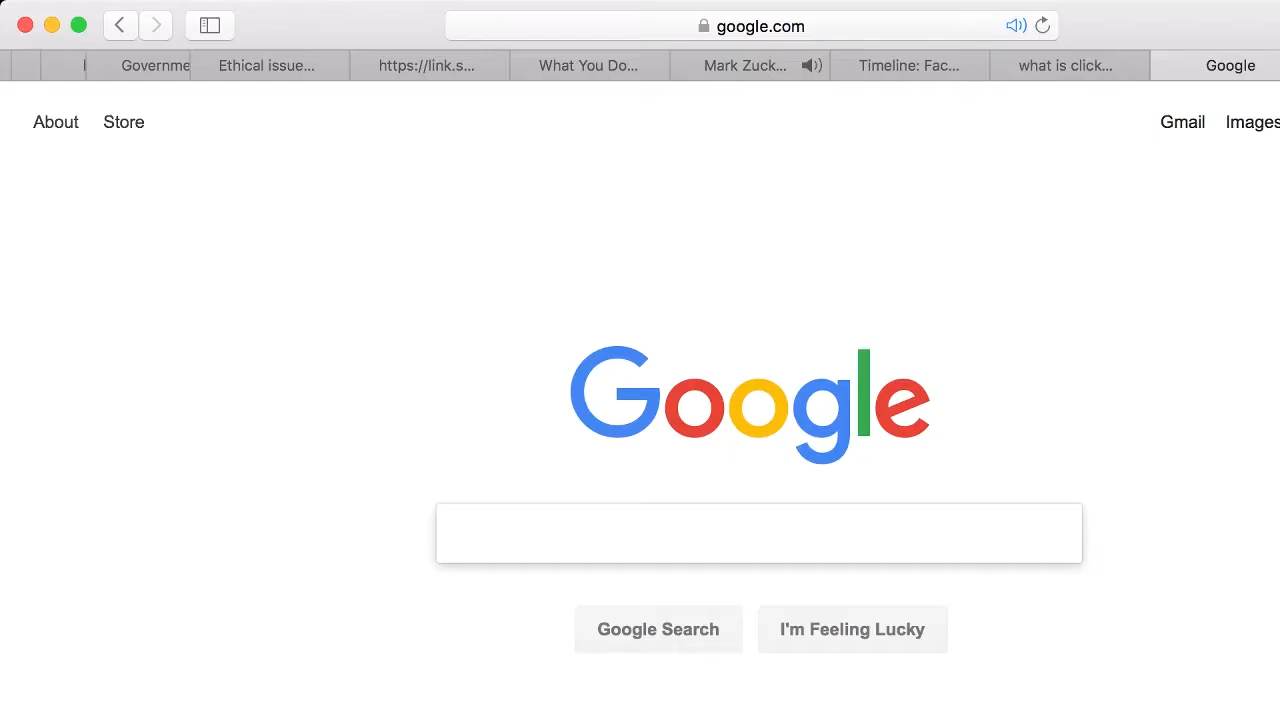 google.com
Governme Ethical issue... https://link.s... What You Do... Mark Zuck... Timeline: Fac... what is click... Google
About Store Gmail Images
Google
Google Search I'm Feeling Lucky